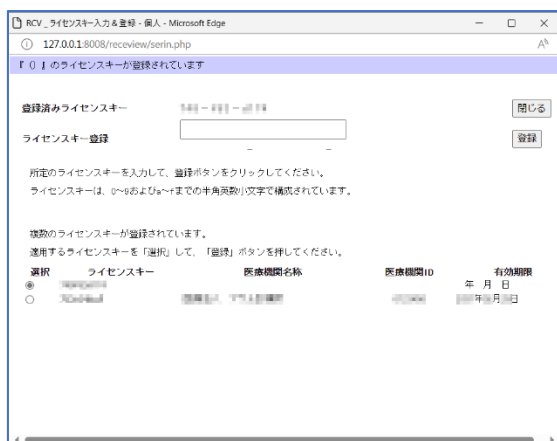 RCV _ ライセンスキー入力 & 登録 - 個人 - Microsoft Edge
127.0.0.1:8008/receview/serin.php
『 () 』のライセンスキーが登録されています
登録済みライセンスキー
閉じる
ライセンスキー登録
登録
所定のライセンスキーを入力して、登録ボタンをクリックしてください。
ライセンスキーは、0~9およびa~fまでの半角英数小文字で構成されています。
複数のライセンスキーが登録されています。
適用するライセンスキーを「選択」して、「登録」ボタンを押してください。
選択 ライセンスキー 医療機関名称 医療機関ID 有効期限
年 月 日
年 月 日